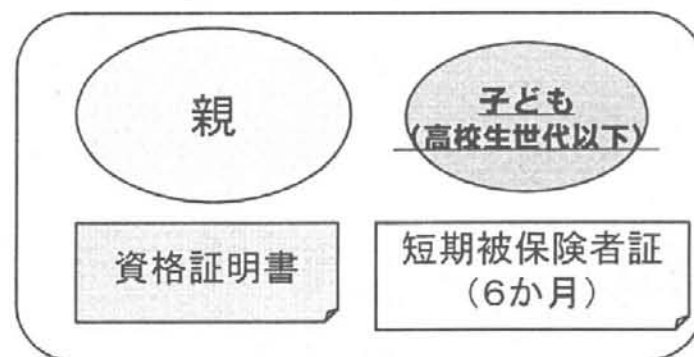 親
子ども
(高校生世代以下)
資格証明書
短期被保険者証
(6か月)